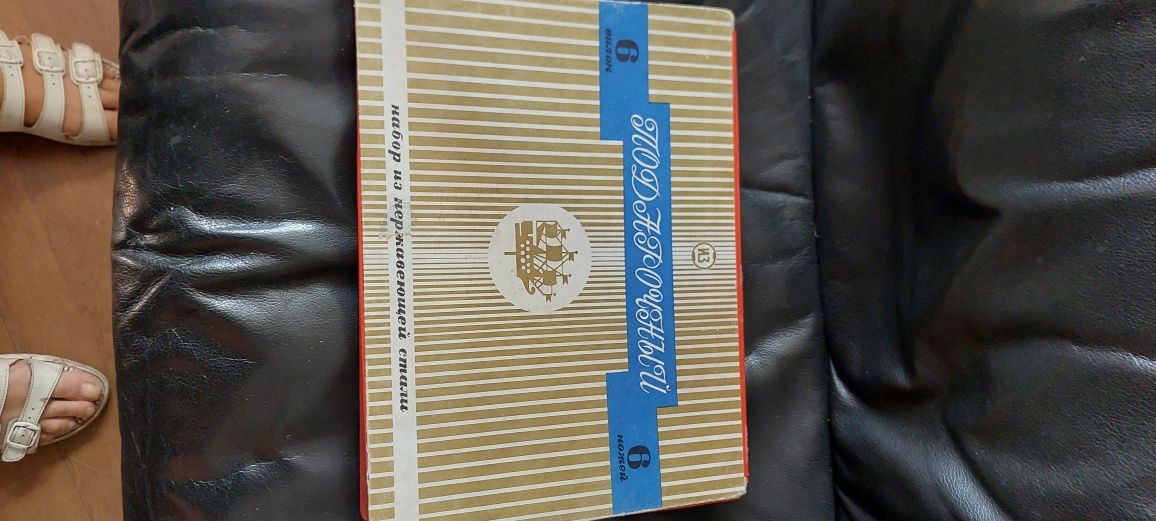 ИЗ
ПОДАРОЧНЫЙ
6 вилок
6 ножей
набор из нержавеющей стали